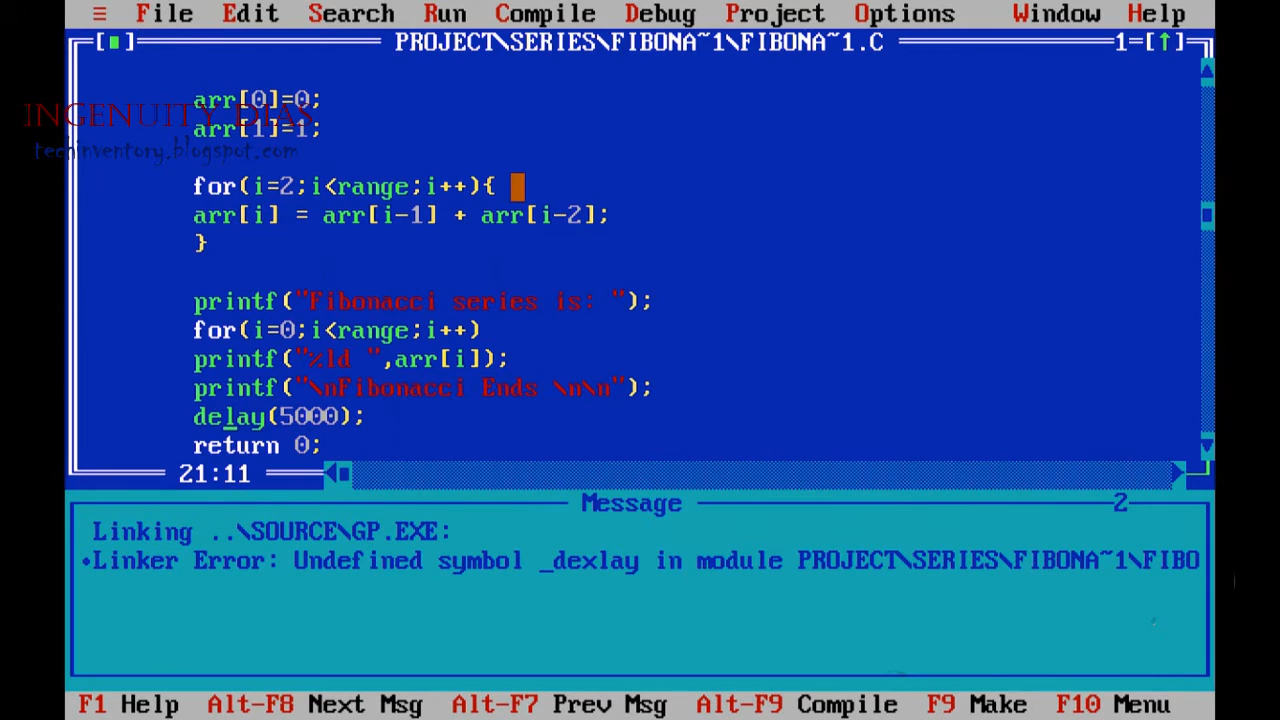 ≡ File Edit Search Run Compile Debug Project Options Window Help
[■] PROJECT\SERIES\FIBONA~1\FIBONA~1.C 1=[↑]
arr[0]=0;
INGENUITY DIAS
arr[1]=1;
techinventory.blogspot.com
for(i=2;i<range;i++){
arr[i] = arr[i-1] + arr[i-2];
}
printf("Fibonacci series is: ");
for(i=0;i<range;i++)
printf("%ld ",arr[i]);
printf("\nFibonacci Ends \n\n");
delay(5000);
return 0;
21:11
Message 2
Linking ..\SOURCE\GP.EXE:
•Linker Error: Undefined symbol _dexlay in module PROJECT\SERIES\FIBONA~1\FIBO
F1 Help Alt-F8 Next Msg Alt-F7 Prev Msg Alt-F9 Compile F9 Make F10 Menu